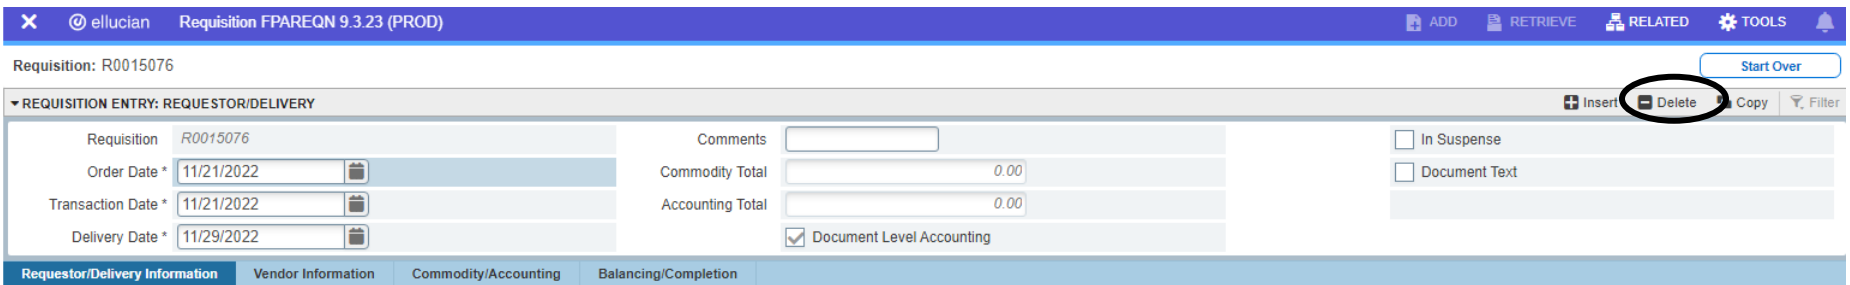 ellucian Requisition FPAREQN 9.3.23 (PROD) ADD RETRIEVE RELATED TOOLS
Requisition: R0015076 Start Over
REQUISITION ENTRY: REQUESTOR/DELIVERY Insert Delete Copy Filter
Requisition R0015076 Comments In Suspense
Order Date * 11/21/2022 Commodity Total 0.00 Document Text
Transaction Date * 11/21/2022 Accounting Total 0.00
Delivery Date * 11/29/2022 Document Level Accounting
Requestor/Delivery Information Vendor Information Commodity/Accounting Balancing/Completion